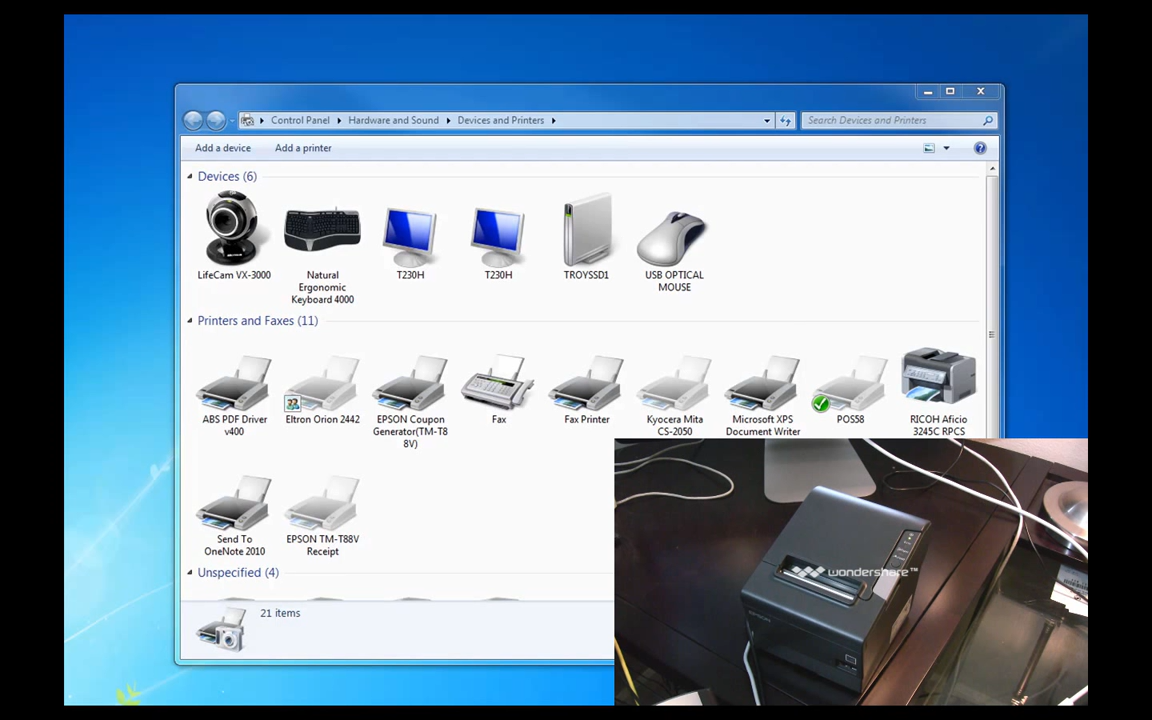 Control Panel Hardware and Sound Devices and Printers Search Devices and Printers
Add a device Add a printer
Devices (6)
LifeCam VX-3000
Natural
Ergonomic
Keyboard 4000
T230H
T230H
TROYSSD1
USB OPTICAL
MOUSE
Printers and Faxes (11)
ABS PDF Driver
v400
Eltron Orion 2442
EPSON Coupon
Generator(TM-T8
8V)
Fax
Fax Printer
Kyocera Mita
CS-2050
Microsoft XPS
Document Writer
POS58
RICOH Aficio
3245C RPCS
Send To
OneNote 2010
EPSON TM-T88V
Receipt
Unspecified (4)
21 items
wondershare™
EPSON